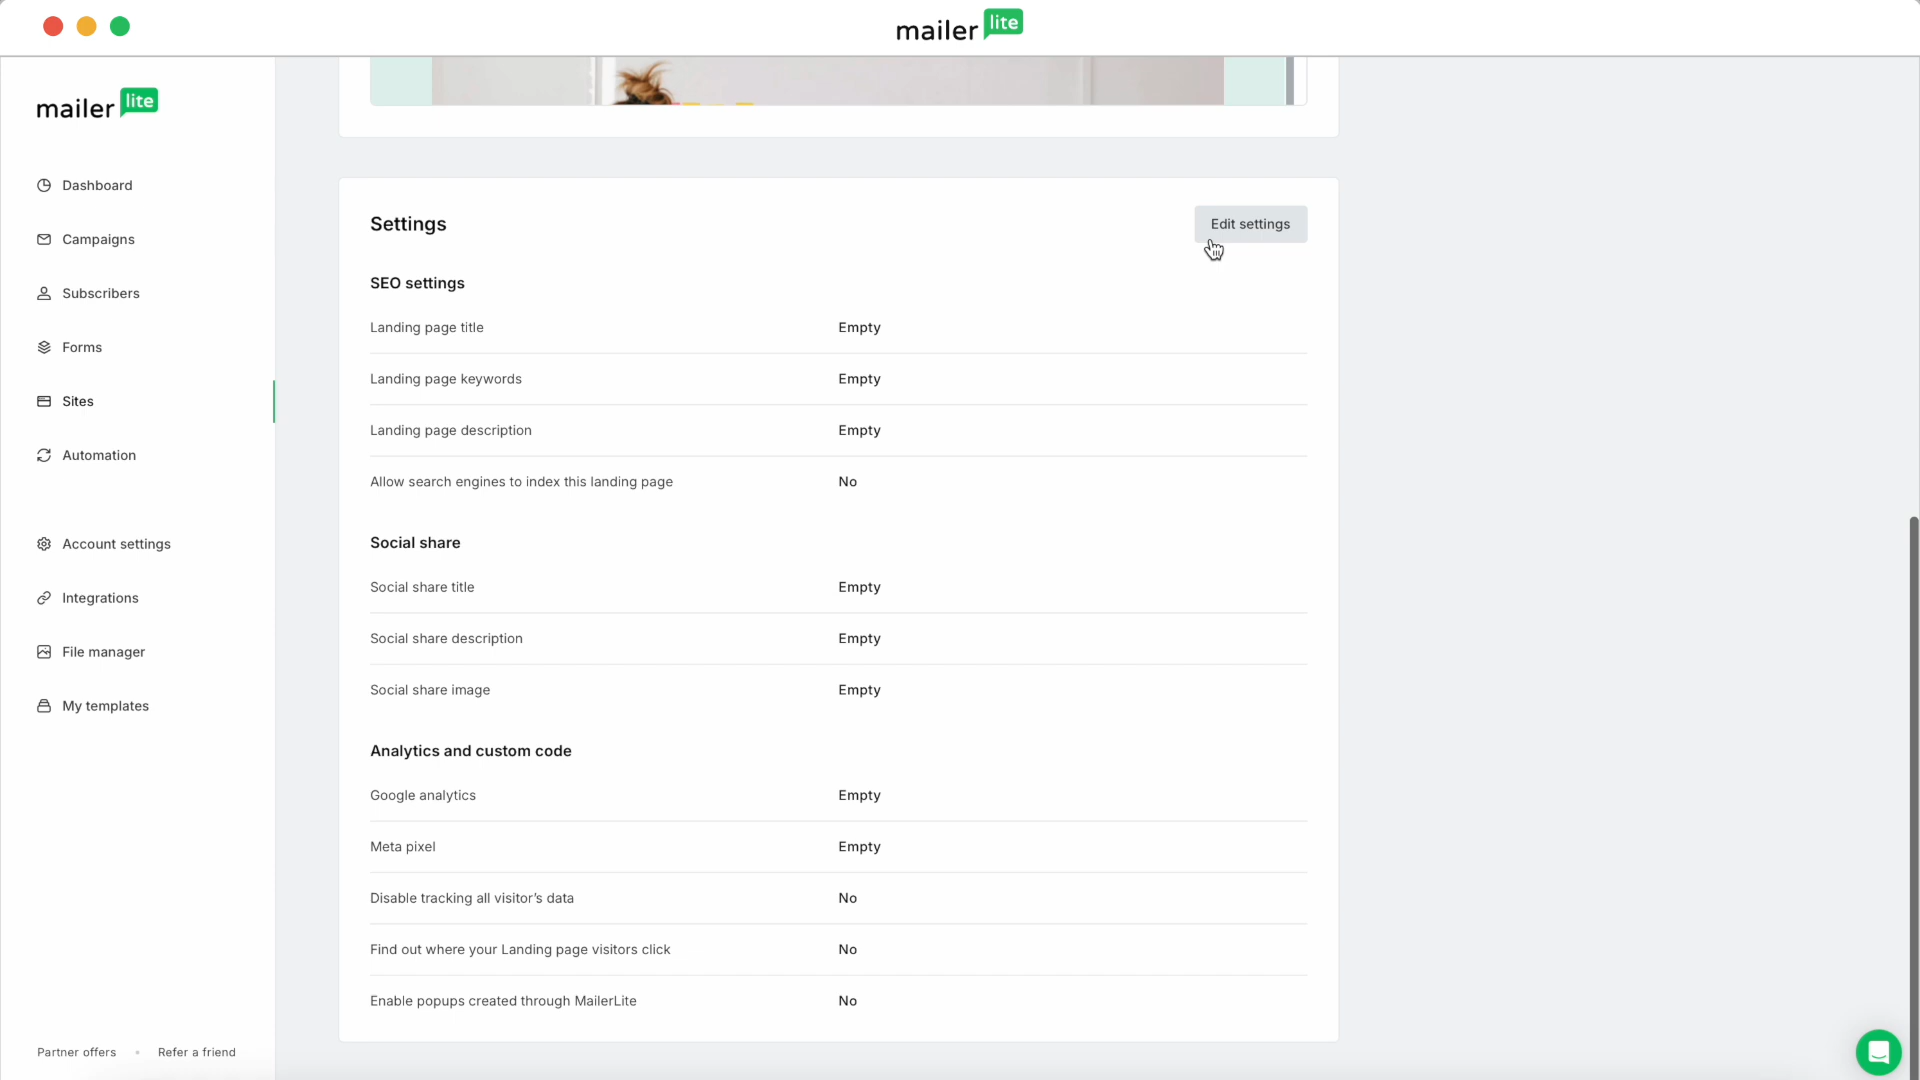 mailer lite
mailer lite
Dashboard
Campaigns
Subscribers
Forms
Sites
Automation
Account settings
Integrations
File manager
My templates
Partner offers • Refer a friend
Settings
Edit settings
SEO settings
Landing page title Empty
Landing page keywords Empty
Landing page description Empty
Allow search engines to index this landing page No
Social share
Social share title Empty
Social share description Empty
Social share image Empty
Analytics and custom code
Google analytics Empty
Meta pixel Empty
Disable tracking all visitor’s data No
Find out where your Landing page visitors click No
Enable popups created through MailerLite No